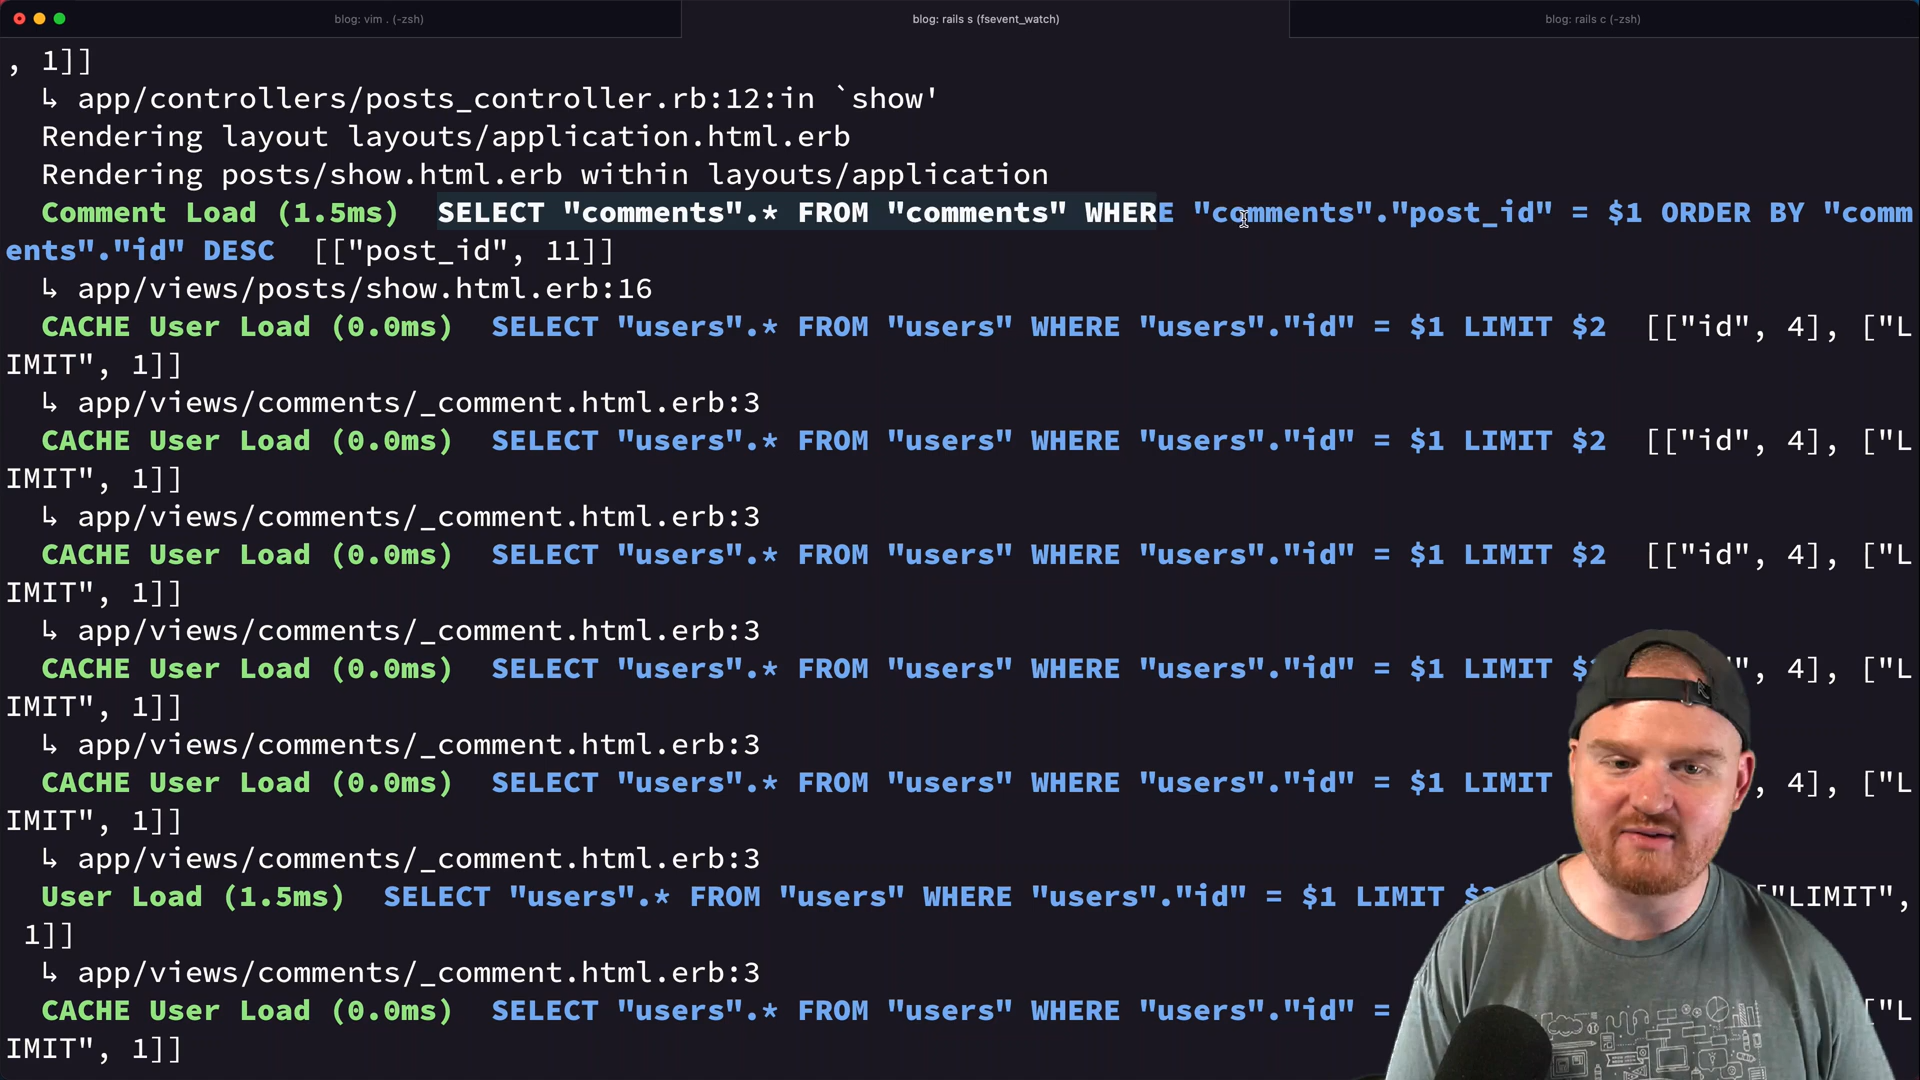 blog: vim . (-zsh)
blog: rails s (fsevent_watch)
blog: rails c (-zsh)
, 1]]
↳ app/controllers/posts_controller.rb:12:in `show'
Rendering layout layouts/application.html.erb
Rendering posts/show.html.erb within layouts/application
Comment Load (1.5ms)  SELECT "comments".* FROM "comments" WHERE "comments"."post_id" = $1 ORDER BY "comm
ents"."id" DESC  [["post_id", 11]]
↳ app/views/posts/show.html.erb:16
CACHE User Load (0.0ms)  SELECT "users".* FROM "users" WHERE "users"."id" = $1 LIMIT $2  [["id", 4], ["L
IMIT", 1]]
↳ app/views/comments/_comment.html.erb:3
CACHE User Load (0.0ms)  SELECT "users".* FROM "users" WHERE "users"."id" = $1 LIMIT $2  [["id", 4], ["L
IMIT", 1]]
↳ app/views/comments/_comment.html.erb:3
CACHE User Load (0.0ms)  SELECT "users".* FROM "users" WHERE "users"."id" = $1 LIMIT $2  [["id", 4], ["L
IMIT", 1]]
↳ app/views/comments/_comment.html.erb:3
CACHE User Load (0.0ms)  SELECT "users".* FROM "users" WHERE "users"."id" = $1 LIMIT $ ", 4], ["L
IMIT", 1]]
↳ app/views/comments/_comment.html.erb:3
CACHE User Load (0.0ms)  SELECT "users".* FROM "users" WHERE "users"."id" = $1 LIMIT , 4], ["L
IMIT", 1]]
↳ app/views/comments/_comment.html.erb:3
User Load (1.5ms)  SELECT "users".* FROM "users" WHERE "users"."id" = $1 LIMIT $ ["LIMIT",
1]]
↳ app/views/comments/_comment.html.erb:3
CACHE User Load (0.0ms)  SELECT "users".* FROM "users" WHERE "users"."id" = ["L
IMIT", 1]]